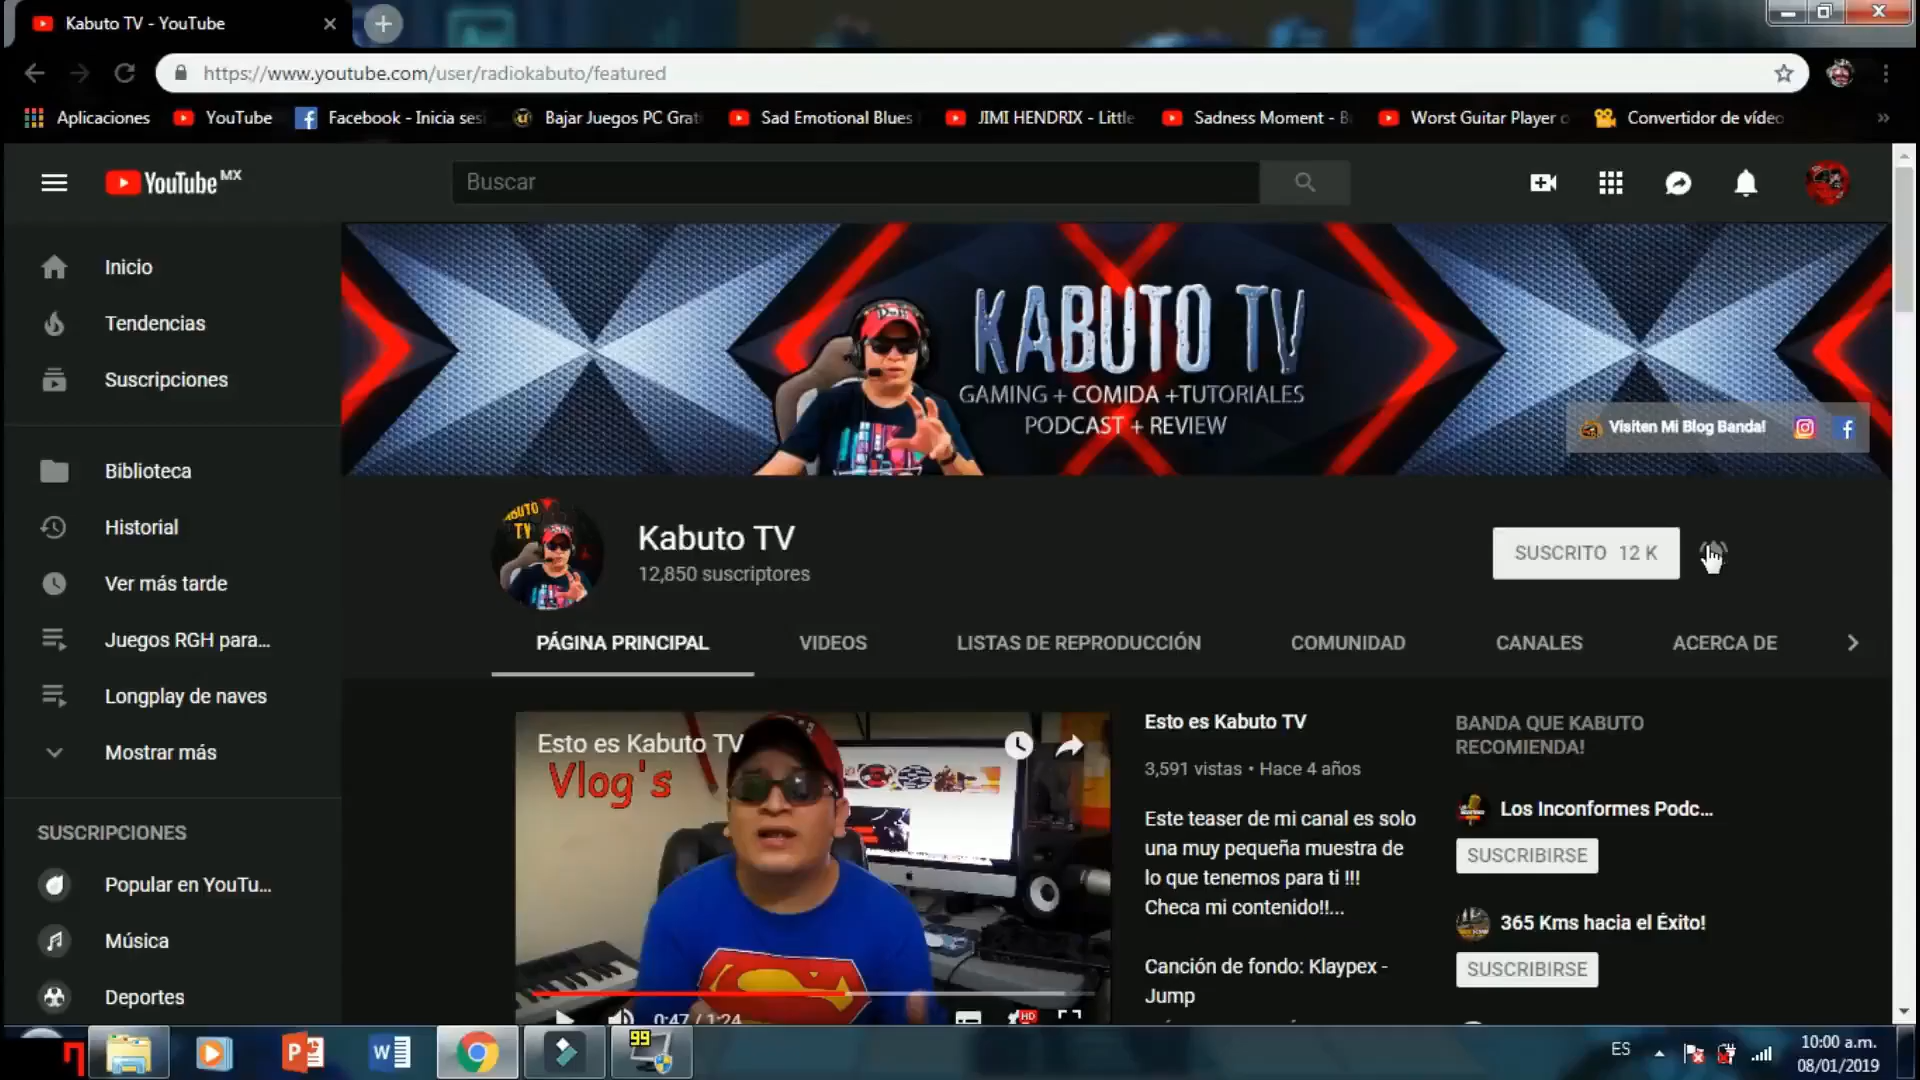 Kabuto TV - YouTube
https://www.youtube.com/user/radiokabuto/featured
Aplicaciones
YouTube
Facebook - Inicia ses
Bajar Juegos PC Grat
Sad Emotional Blues
JIMI HENDRIX - Little
Sadness Moment - B
Worst Guitar Player o
Convertidor de vídeo
YouTube MX
Buscar
Inicio
Tendencias
Suscripciones
Biblioteca
Historial
Ver más tarde
Juegos RGH para...
Longplay de naves
Mostrar más
SUSCRIPCIONES
Popular en YouTu...
Música
Deportes
KABUTO TV
GAMING + COMIDA +TUTORIALES
PODCAST + REVIEW
Visiten Mi Blog Banda!
KABUTO
TV
Kabuto TV
12,850 suscriptores
SUSCRITO 12 K
PÁGINA PRINCIPAL
VIDEOS
LISTAS DE REPRODUCCIÓN
COMUNIDAD
CANALES
ACERCA DE
Esto es Kabuto TV
Vlog's
0:47 / 1:24
HD
Esto es Kabuto TV
3,591 vistas • Hace 4 años
Este teaser de mi canal es solo
una muy pequeña muestra de
lo que tenemos para ti !!!
Checa mi contenido!!...
Canción de fondo: Klaypex -
Jump
BANDA QUE KABUTO
RECOMIENDA!
Los Inconformes Podc...
SUSCRIBIRSE
365 Kms hacia el Éxito!
SUSCRIBIRSE
99
ES
10:00 a.m.
08/01/2019